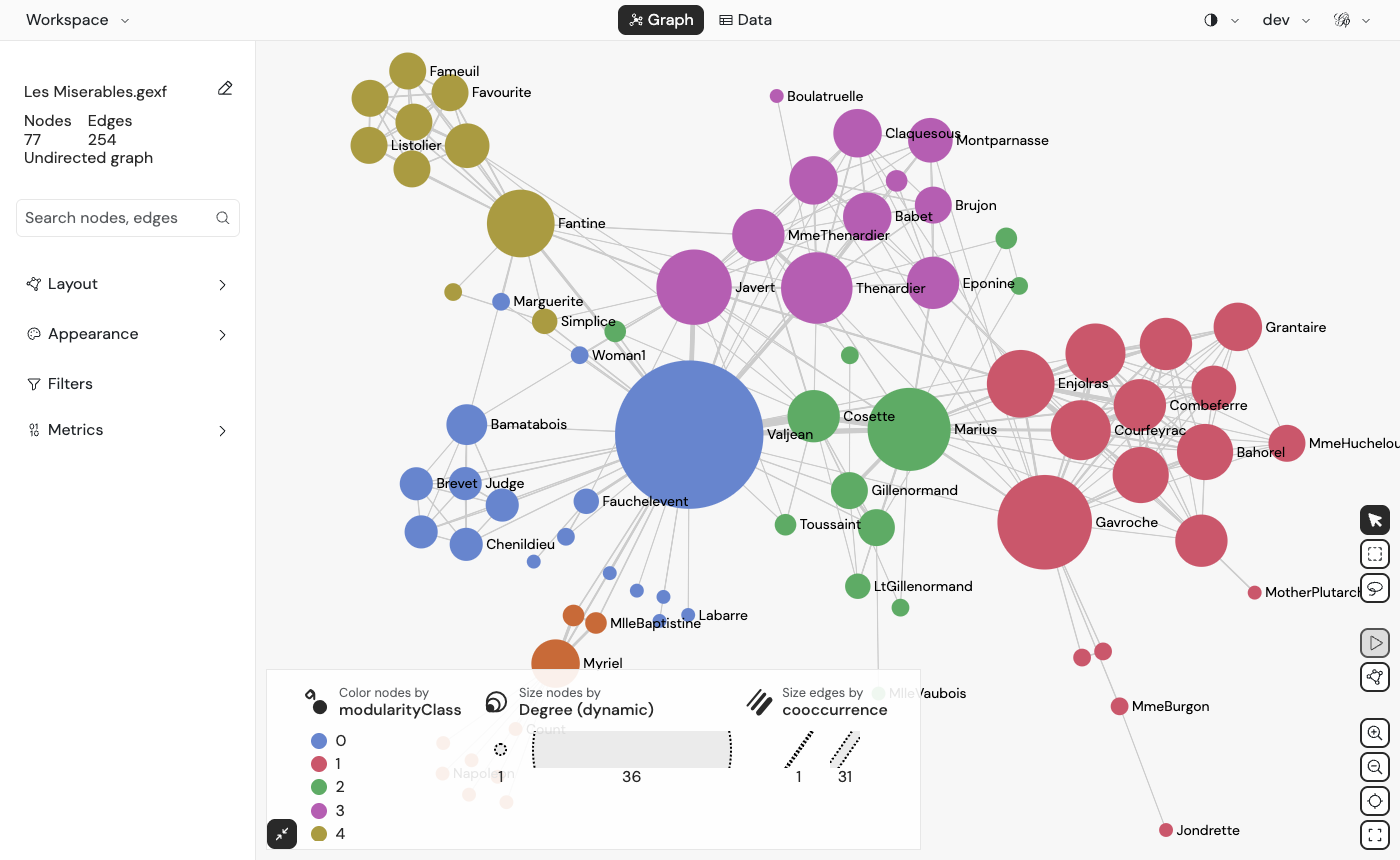 Workspace
Graph
Data
dev
Les Miserables.gexf
Nodes Edges
77 254
Undirected graph
Search nodes, edges
Layout
Appearance
Filters
Metrics
Fameuil
Favourite
Listolier
Fantine
Boulatruelle
Claquesous
Montparnasse
Brujon
Babet
MmeThenardier
Javert
Thenardier
Eponine
Marguerite
Simplice
Woman1
Grantaire
Enjolras
Combeferre
Courfeyrac
Cosette
Marius
Valjean
Bamatabois
Bahorel
MmeHuchelou
Brevet
Judge
Gillenormand
Fauchelevent
Toussaint
Gavroche
Chenildieu
LtGillenormand
MotherPlutarch
Labarre
MlleBaptistine
Myriel
MlleVaubois
MmeBurgon
Count
Napoleon
Jondrette
Color nodes by
modularityClass
0
1
2
3
4
Size nodes by
Degree (dynamic)
1 36
Size edges by
cooccurrence
1 31